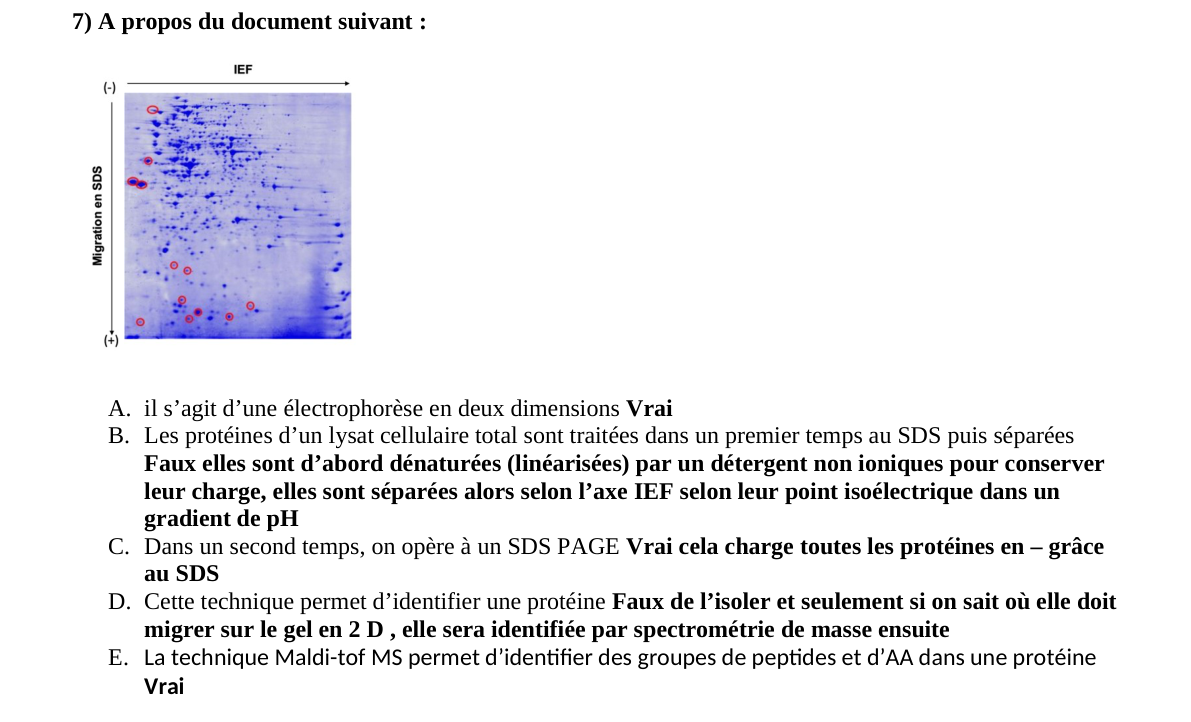 7) A propos du document suivant :
IEF
(-)
Migration en SDS
(+)
A. il s’agit d’une électrophorèse en deux dimensions Vrai
B. Les protéines d’un lysat cellulaire total sont traitées dans un premier temps au SDS puis séparées
Faux elles sont d’abord dénaturées (linéarisées) par un détergent non ioniques pour conserver
leur charge, elles sont séparées alors selon l’axe IEF selon leur point isoélectrique dans un
gradient de pH
C. Dans un second temps, on opère à un SDS PAGE Vrai cela charge toutes les protéines en – grâce
au SDS
D. Cette technique permet d’identifier une protéine Faux de l’isoler et seulement si on sait où elle doit
migrer sur le gel en 2 D , elle sera identifiée par spectrométrie de masse ensuite
E. La technique Maldi-tof MS permet d’identifier des groupes de peptides et d’AA dans une protéine
Vrai